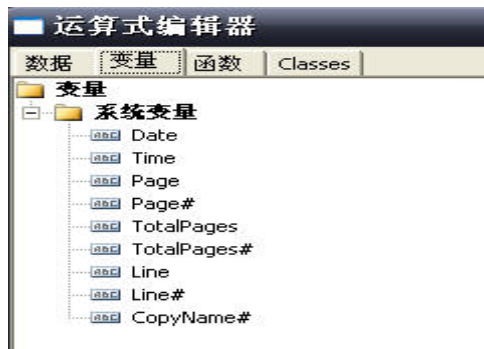 运算式编辑器
数据 变量 函数 Classes
变量
系统变量
Date
Time
Page
Page#
TotalPages
TotalPages#
Line
Line#
CopyName#